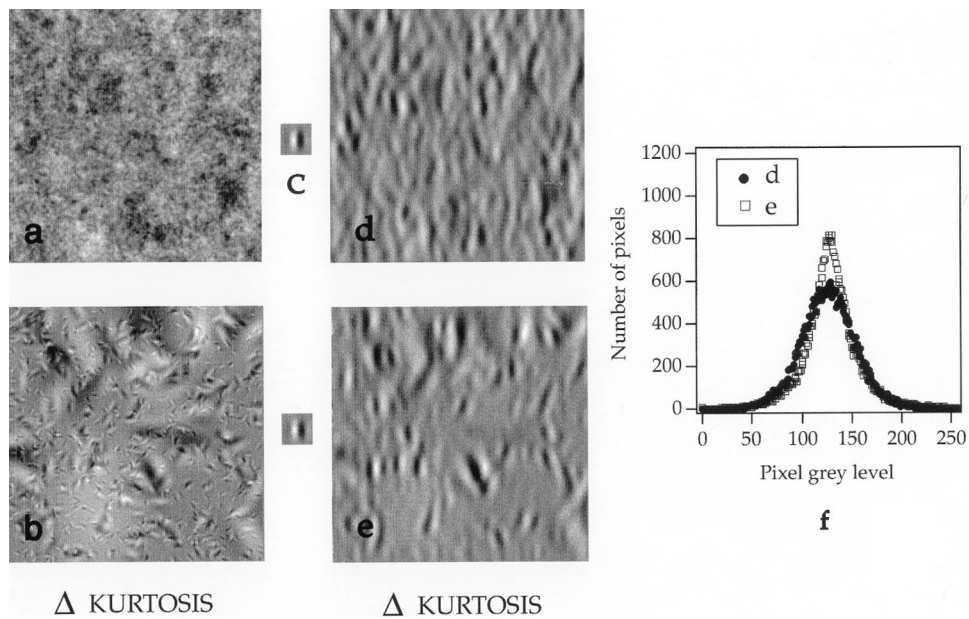 a
C
d
b
e
Δ KURTOSIS
Δ KURTOSIS
1200
1000
800
600
400
200
0
Number of pixels
d
e
0 50 100 150 200 250
Pixel grey level
f